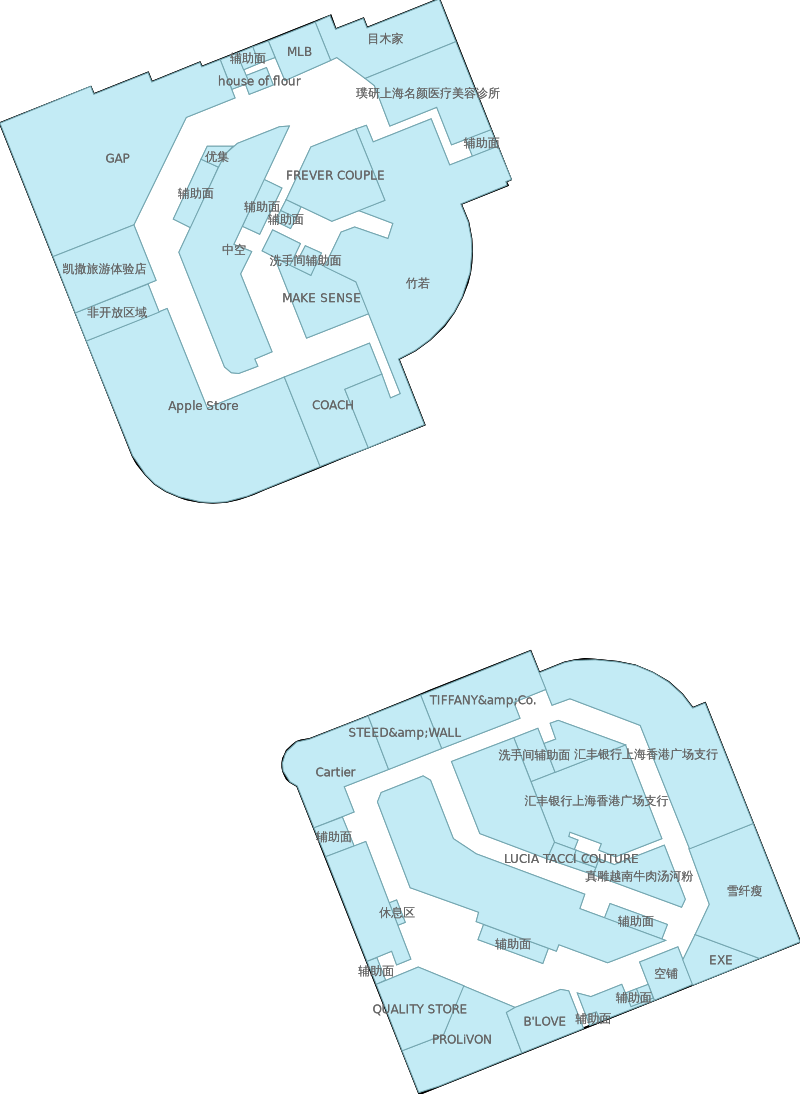 目木家
MLB
辅助面
house of flour
璞研上海名颜医疗美容诊所
辅助面
GAP
优集
FREVER COUPLE
辅助面
辅助面
辅助面
中空
洗手间辅助面
凯撒旅游体验店
竹若
MAKE SENSE
非开放区域
Apple Store
COACH
TIFFANY&amp;Co.
STEED&amp;WALL
洗手间辅助面
汇丰银行上海香港广场支行
Cartier
汇丰银行上海香港广场支行
辅助面
LUCIA TACCI COUTURE
真雕越南牛肉汤河粉
雪纤瘦
休息区
辅助面
辅助面
EXE
辅助面
空铺
辅助面
QUALITY STORE
辅助面
B'LOVE
PROLiVON